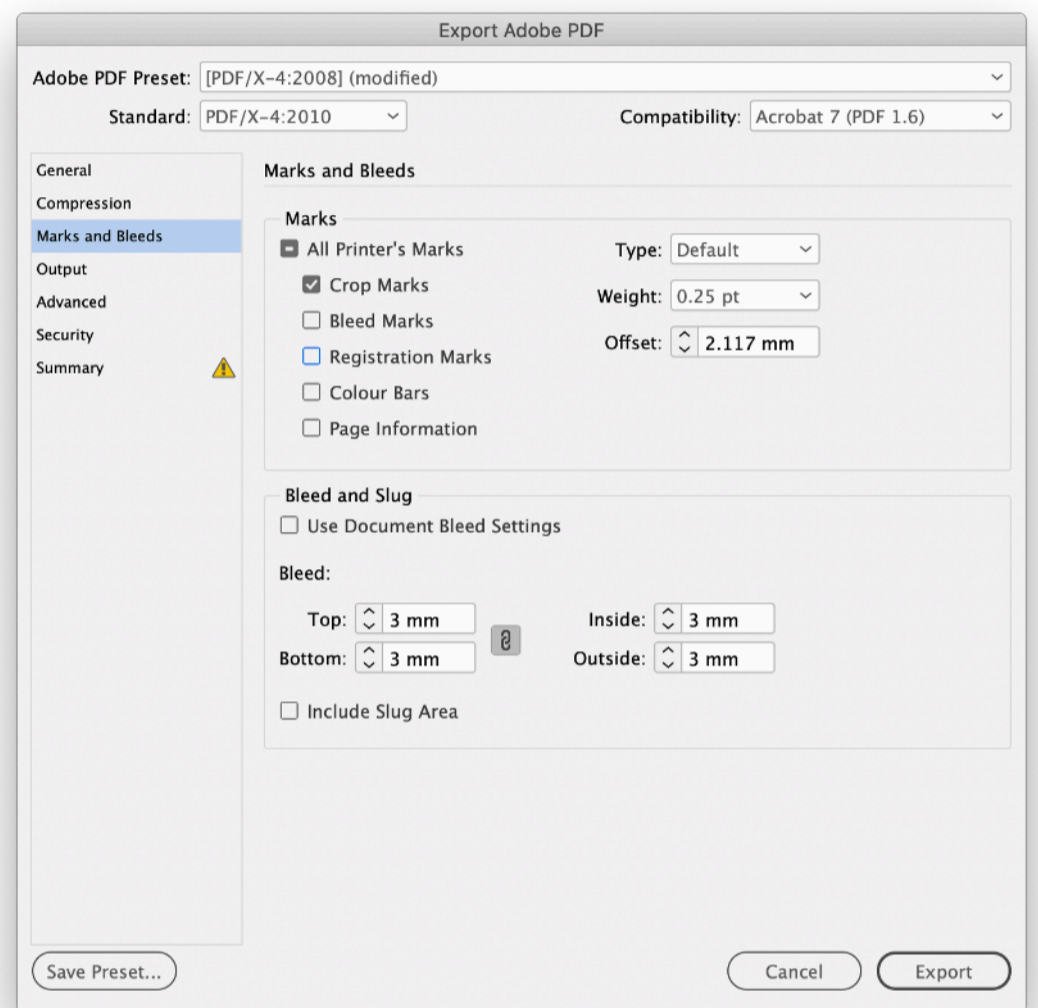 Export Adobe PDF
Adobe PDF Preset: [PDF/X-4:2008] (modified)
Standard: PDF/X-4:2010 Compatibility: Acrobat 7 (PDF 1.6)
General
Compression
Marks and Bleeds
Output
Advanced
Security
Summary
Marks and Bleeds
Marks
All Printer's Marks
Crop Marks
Bleed Marks
Registration Marks
Colour Bars
Page Information
Type: Default
Weight: 0.25 pt
Offset: 2.117 mm
Bleed and Slug
Use Document Bleed Settings
Bleed:
Top: 3 mm Inside: 3 mm
Bottom: 3 mm Outside: 3 mm
Include Slug Area
Save Preset... Cancel Export